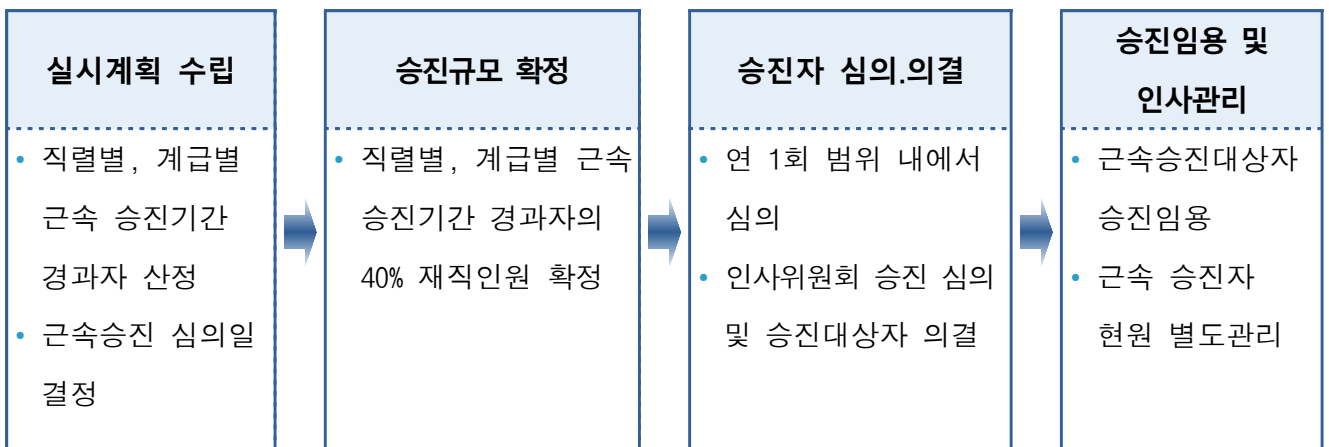 실시계획 수립
• 직렬별, 계급별
근속 승진기간
경과자 산정
• 근속승진 심의일
결정
승진규모 확정
• 직렬별, 계급별 근속
승진기간 경과자의
40% 재직인원 확정
승진자 심의.의결
• 연 1회 범위 내에서
심의
• 인사위원회 승진 심의
및 승진대상자 의결
승진임용 및
인사관리
• 근속승진대상자
승진임용
• 근속 승진자
현원 별도관리